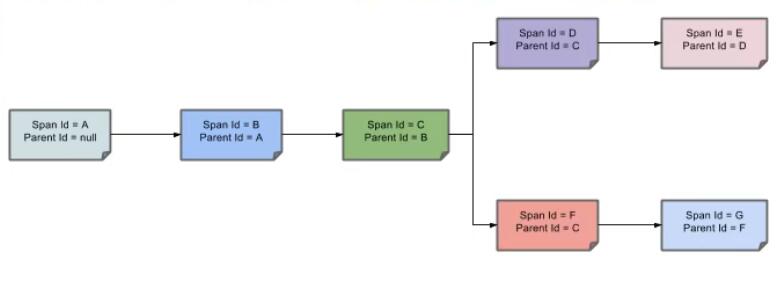 Span Id = A
Parent Id = null
Span Id = B
Parent Id = A
Span Id = C
Parent Id = B
Span Id = D
Parent Id = C
Span Id = E
Parent Id = D
Span Id = F
Parent Id = C
Span Id = G
Parent Id = F